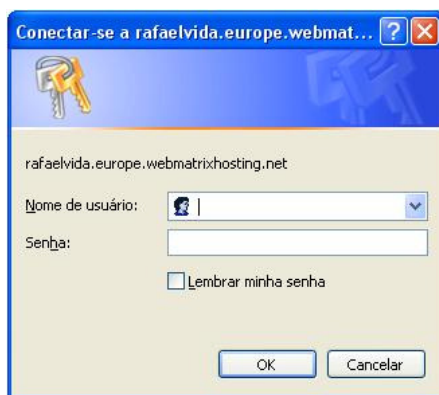 Conectar-se a rafaelvida.europe.webmat...
rafaelvida.europe.webmatrixhosting.net
Nome de usuário:
Senha:
Lembrar minha senha
OK Cancelar